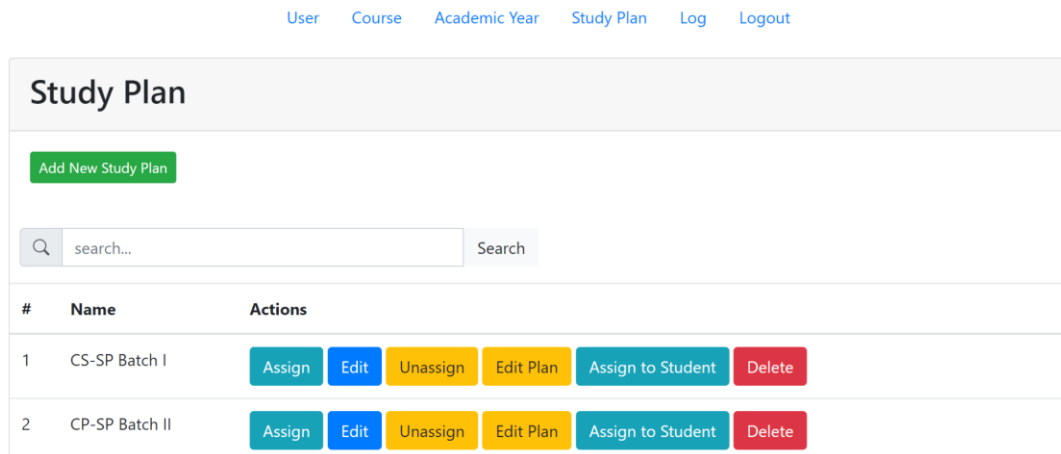 User Course Academic Year Study Plan Log Logout
Study Plan
Add New Study Plan
search... Search
# Name Actions
1 CS-SP Batch I Assign Edit Unassign Edit Plan Assign to Student Delete
2 CP-SP Batch II Assign Edit Unassign Edit Plan Assign to Student Delete